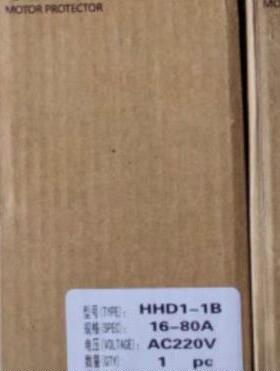 MOTOR PROTECTOR
MOTOR
型号(TYPE): HHD1-1B
规格(SPEC): 16-80A
电压(VOLTAGE): AC220V
数量(QTY) 1 pc